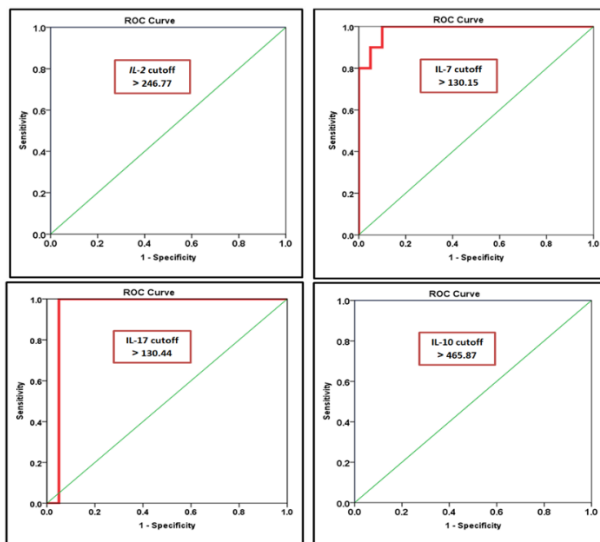 ROC Curve
1.0
0.8
0.6
0.4
0.2
0.0
Sensitivity
IL-2 cutoff
> 246.77
0.0 0.2 0.4 0.6 0.8 1.0
1 - Specificity
ROC Curve
1.0
0.8
0.6
0.4
0.2
0.0
Sensitivity
IL-7 cutoff
> 130.15
0.0 0.2 0.4 0.6 0.8 1.0
1 - Specificity
ROC Curve
1.0
0.8
0.6
0.4
0.2
0.0
Sensitivity
IL-17 cutoff
> 130.44
0.0 0.2 0.4 0.6 0.8 1.0
1 - Specificity
ROC Curve
1.0
0.8
0.6
0.4
0.2
0.0
Sensitivity
IL-10 cutoff
> 465.87
0.0 0.2 0.4 0.6 0.8 1.0
1 - Specificity